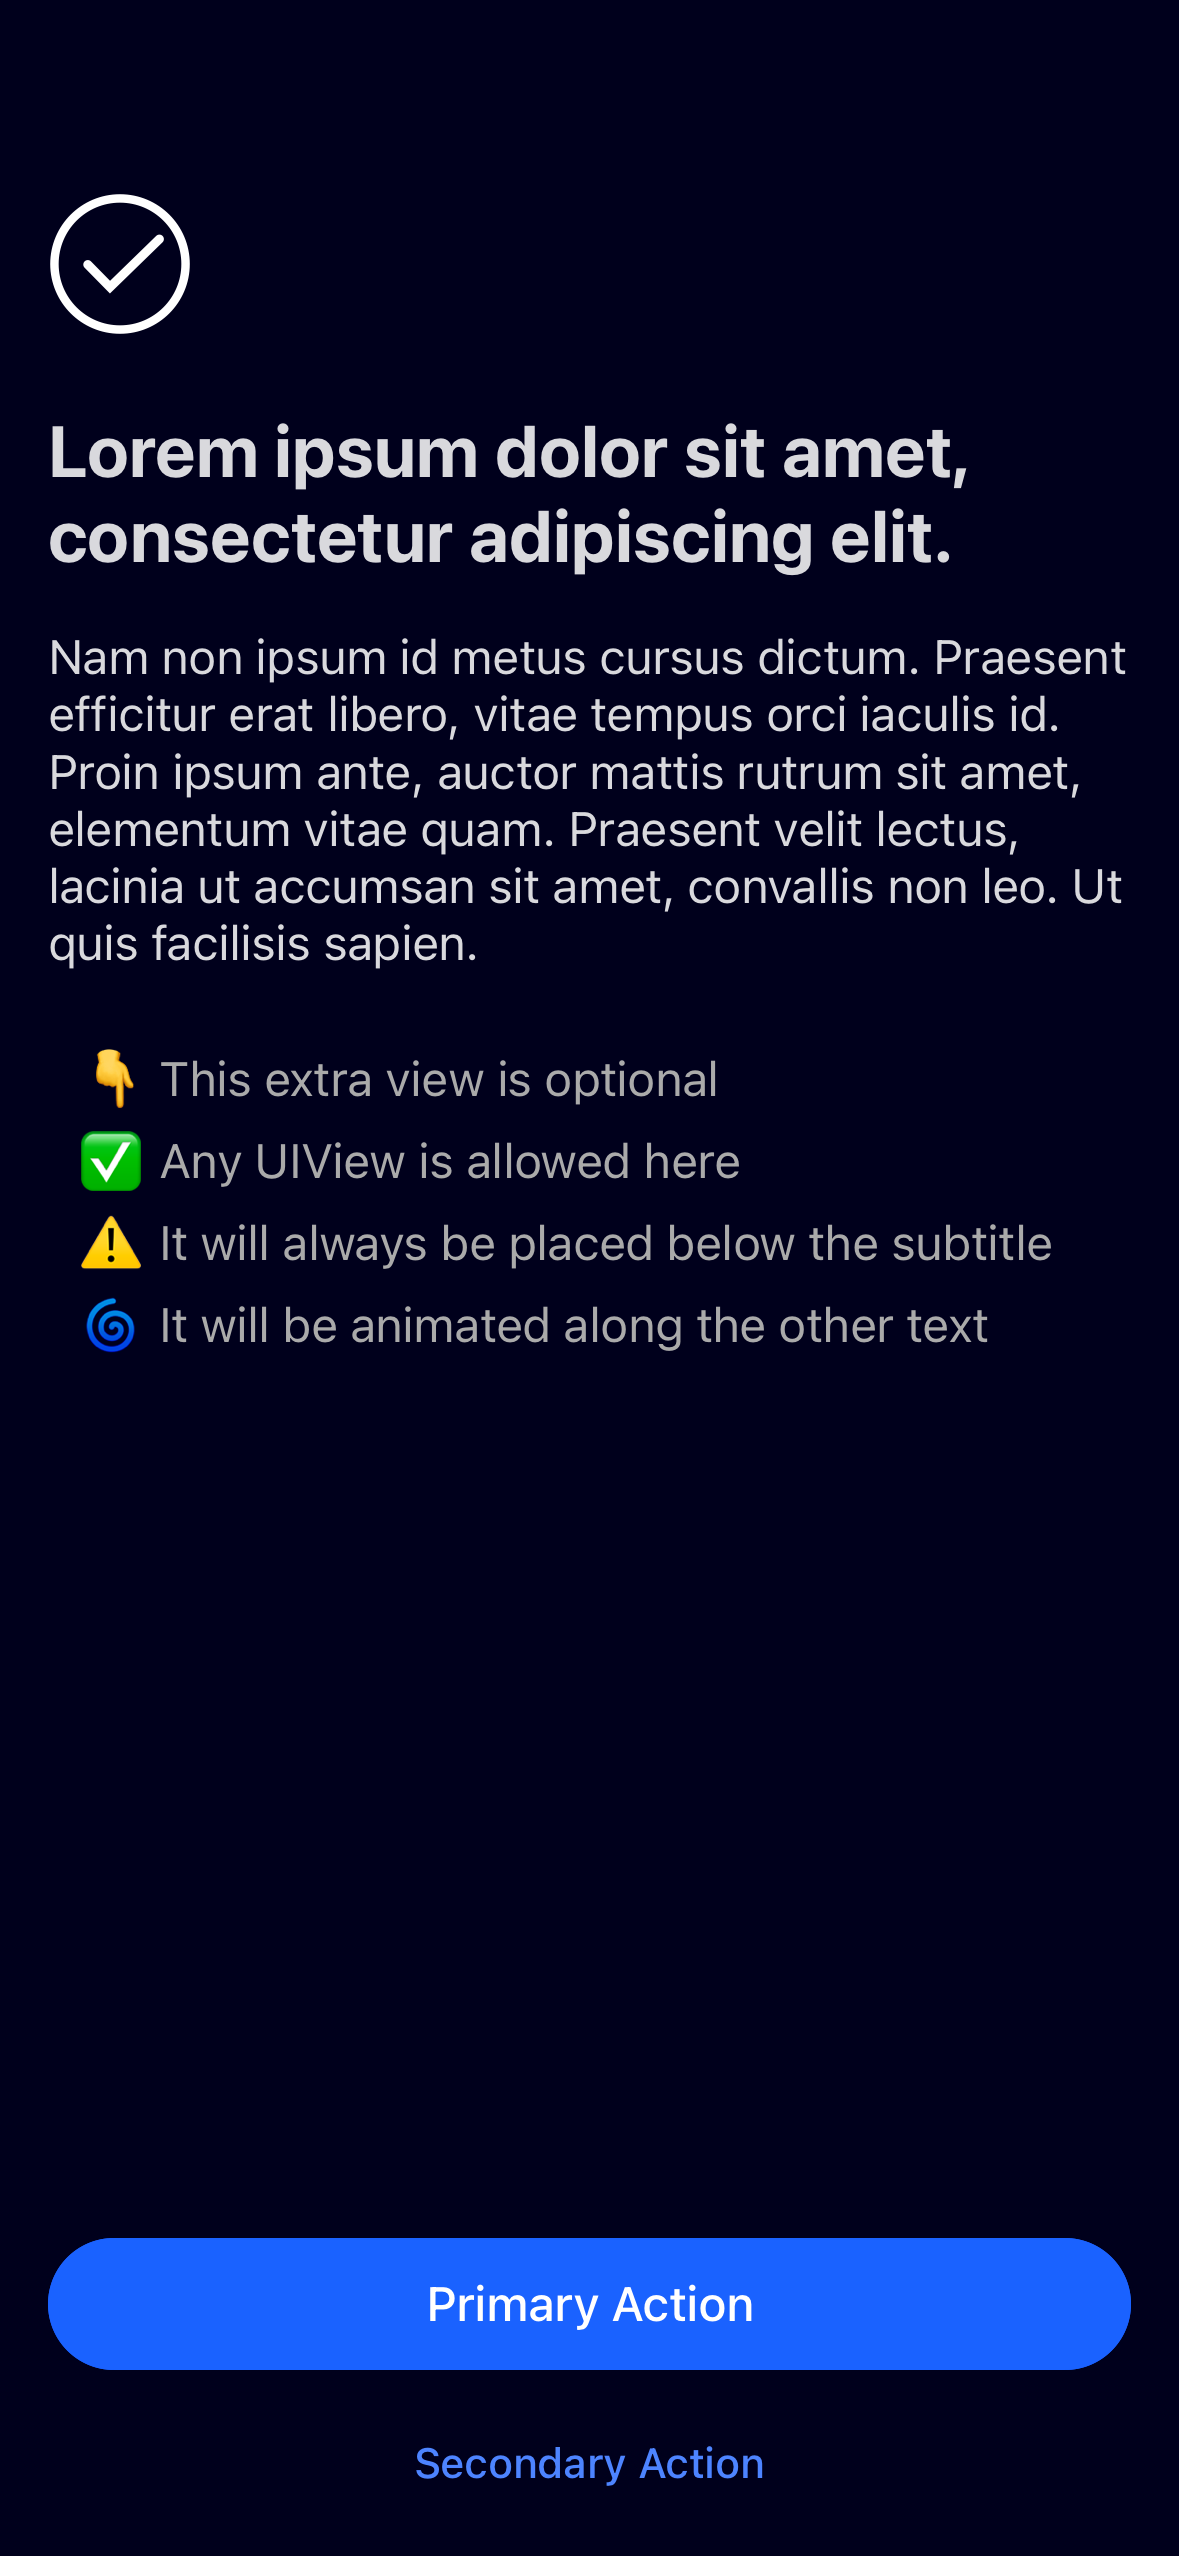 Lorem ipsum dolor sit amet,
consectetur adipiscing elit.
Nam non ipsum id metus cursus dictum. Praesent
efficitur erat libero, vitae tempus orci iaculis id.
Proin ipsum ante, auctor mattis rutrum sit amet,
elementum vitae quam. Praesent velit lectus,
lacinia ut accumsan sit amet, convallis non leo. Ut
quis facilisis sapien.
👇 This extra view is optional
✅ Any UIView is allowed here
⚠️ It will always be placed below the subtitle
🌀 It will be animated along the other text
Primary Action
Secondary Action